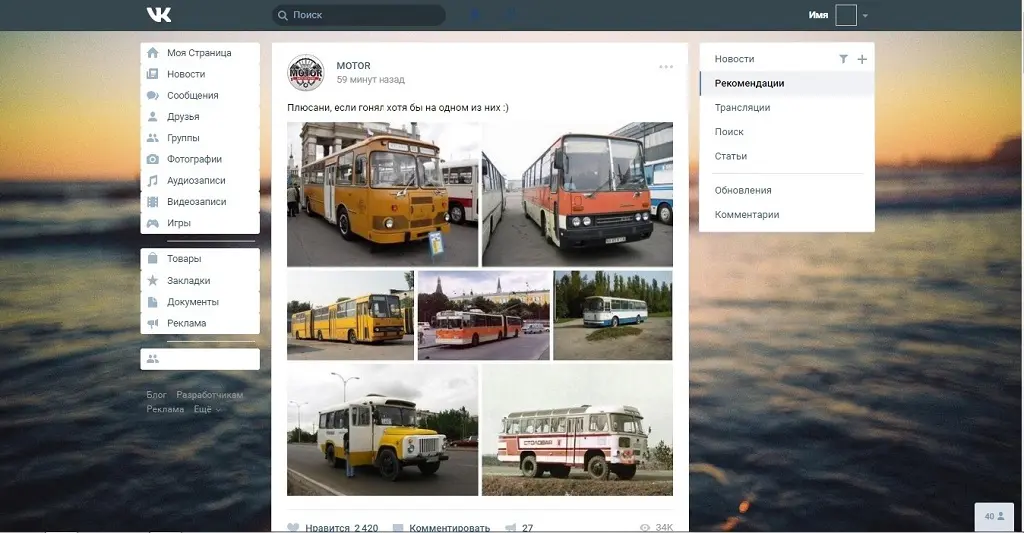 Поиск
Имя
Моя Страница
Новости
Сообщения
Друзья
Группы
Фотографии
Аудиозаписи
Видеозаписи
Игры
Товары
Закладки
Документы
Реклама
Блог Разработчикам
Реклама Ещё
MOTOR
MOTOR
59 минут назад
Плюсани, если гонял хотя бы на одном из них :)
СТОЛОВАЯ
Нравится 2 420 Комментировать 27 34K
Новости
Рекомендации
Трансляции
Поиск
Статьи
Обновления
Комментарии
40